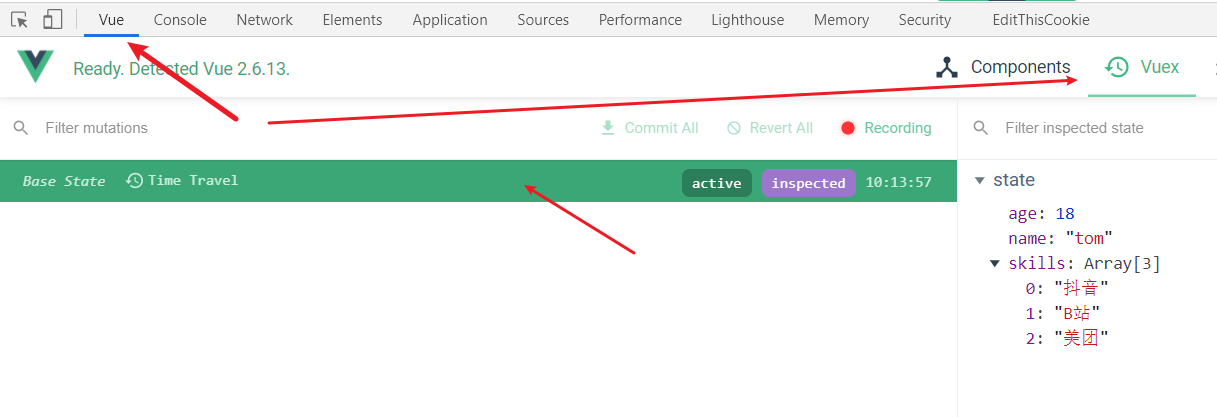 Vue Console Network Elements Application Sources Performance Lighthouse Memory Security EditThisCookie
Ready. Detected Vue 2.6.13. Components Vuex
Filter mutations Commit All Revert All Recording Filter inspected state
Base State Time Travel active inspected 10:13:57
state
age: 18
name: "tom"
skills: Array[3]
0: "抖音"
1: "B站"
2: "美团"